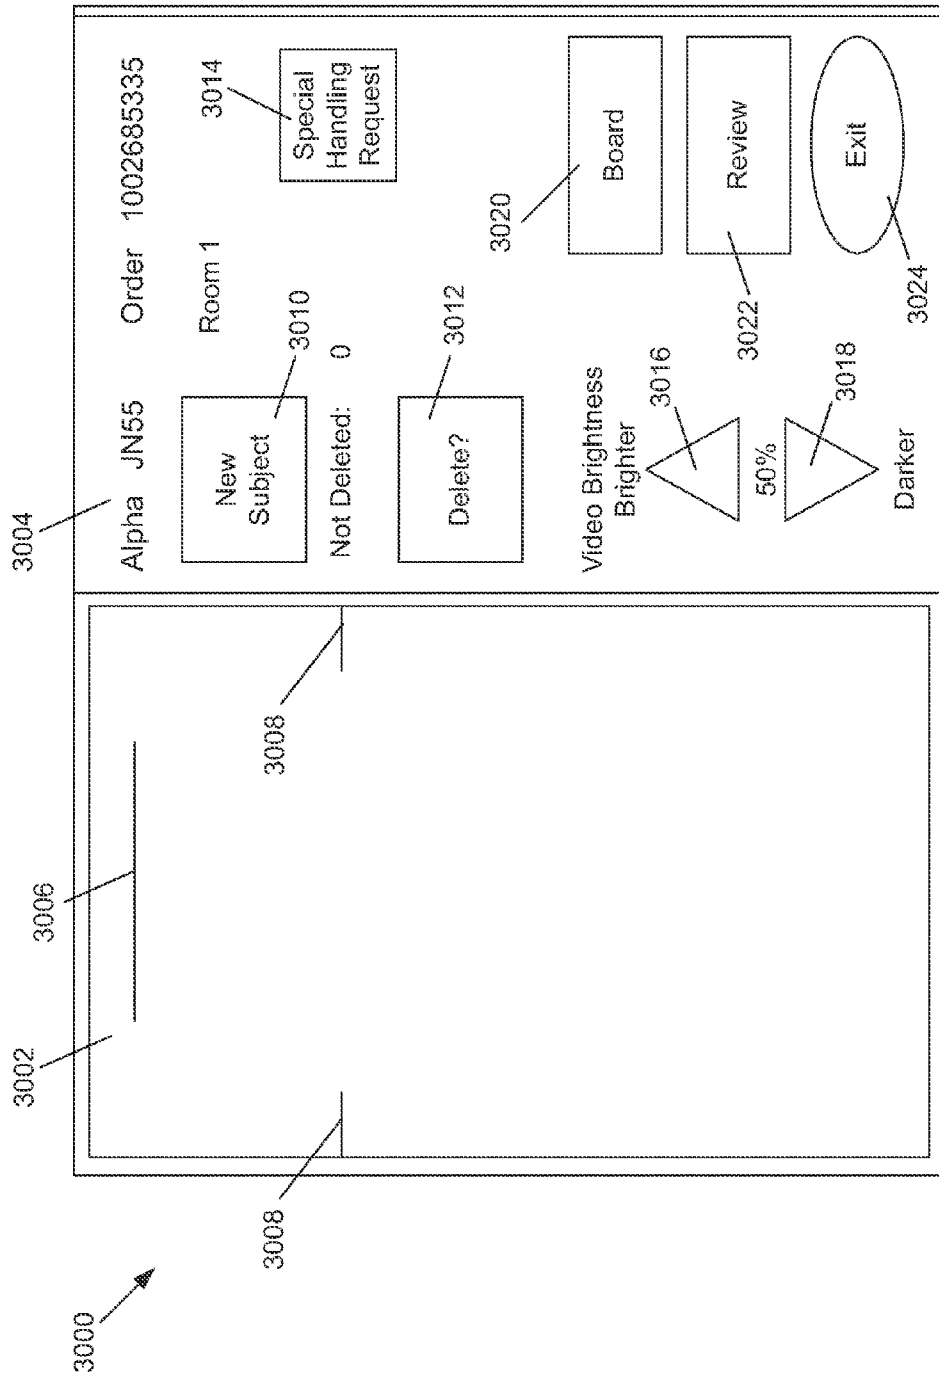 3000
3002
3006
3004
Alpha JN55 Order 1002685335
Room 1
3014
New
Subject
3010
Special
Handling
Request
3008
3008
Not Deleted: 0
3012
Delete?
3020
Board
Video Brightness
Brighter
3016
3022
Review
50%
3018
Darker
3024
Exit